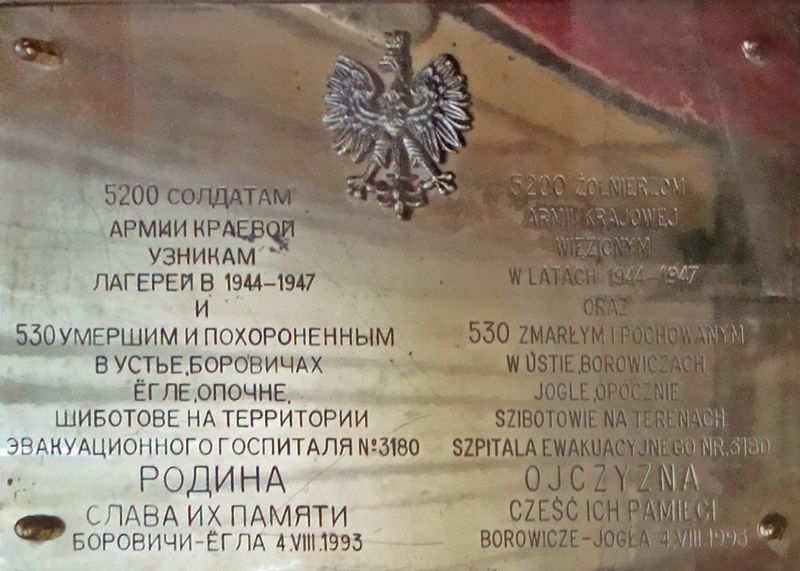 5200 СОЛДАТАМ
АРМИИ КРАЕВОЙ
УЗНИКАМ
ЛАГЕРЕЙ В 1944-1947
И
530 УМЕРШИМ И ПОХОРОНЕННЫМ
В УСТЬЕ, БОРОВИЧАХ
ЁГЛЕ, ОПОЧНЕ,
ШИБОТОВЕ НА ТЕРРИТОРИИ
ЭВАКУАЦИОННОГО ГОСПИТАЛЯ №3180
РОДИНА
СЛАВА ИХ ПАМЯТИ
БОРОВИЧИ-ЁГЛА 4.VIII.1993
5200 ŻOŁNIERZOM
ARMII KRAJOWEJ
WIĘZIONYM
W LATACH 1944-1947
ORAZ
530 ZMARŁYM I POCHOWANYM
W USTIE, BOROWICZACH,
JOGLE, OPOCZNIE,
SZIBOTOWIE NA TERENACH
SZPITALA EWAKUACYJNEGO NR.3180
OJCZYZNA
CZEŚĆ ICH PAMIĘCI
BOROWICZE-JOGŁA 4.VIII.1993